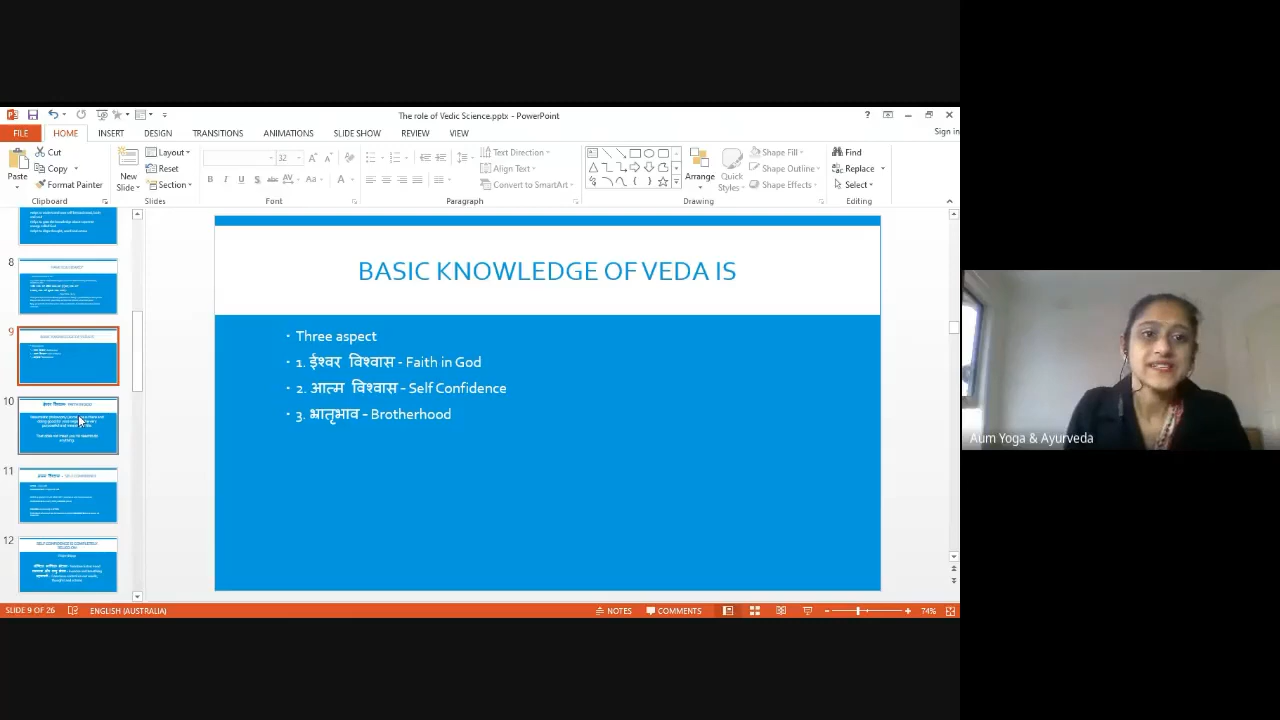 The role of Vedic Science.pptx - PowerPoint
Sign in
FILE HOME INSERT DESIGN TRANSITIONS ANIMATIONS SLIDE SHOW REVIEW VIEW
Paste
Cut
Copy
Format Painter
Clipboard
New Slide
Layout
Reset
Section
Slides
32
Font
Text Direction
Align Text
Convert to SmartArt
Paragraph
Arrange
Quick Styles
Shape Fill
Shape Outline
Shape Effects
Drawing
Find
Replace
Select
Editing
8
9
10
11
12
BASIC KNOWLEDGE OF VEDA IS
• Three aspect
• 1. ईश्वर विश्वास - Faith in God
• 2. आत्म विश्वास – Self Confidence
• 3. भ्रातृभाव – Brotherhood
SLIDE 9 OF 26 ENGLISH (AUSTRALIA) NOTES COMMENTS 74%
Aum Yoga & Ayurveda